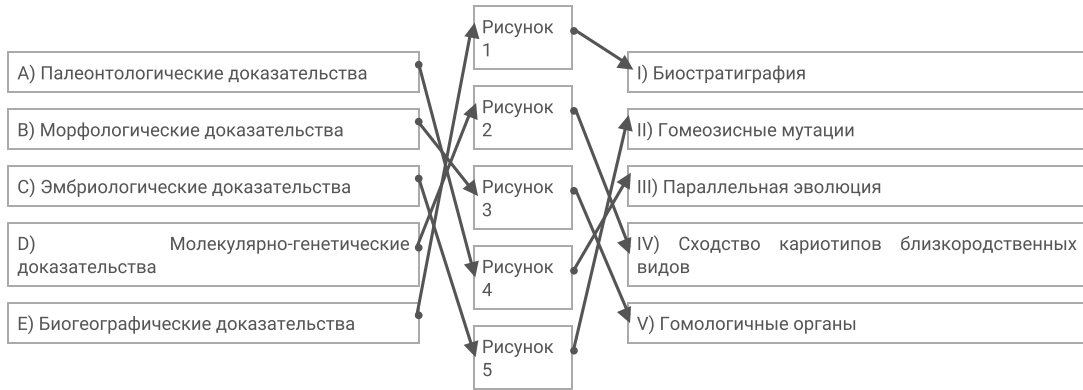 A) Палеонтологические доказательства
B) Морфологические доказательства
C) Эмбриологические доказательства
D) Молекулярно-генетические
доказательства
E) Биогеографические доказательства
Рисунок
1
Рисунок
2
Рисунок
3
Рисунок
4
Рисунок
5
I) Биостратиграфия
II) Гомеозисные мутации
III) Параллельная эволюция
IV) Сходство кариотипов близкородственных
видов
V) Гомологичные органы